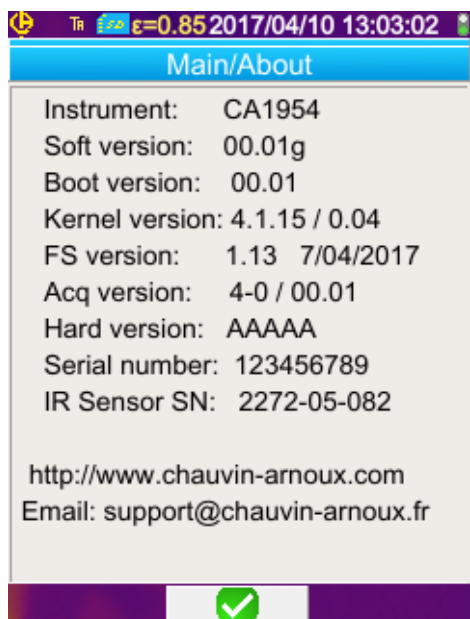 TR ε=0.85 2017/04/10 13:03:02
Main/About
Instrument: CA1954
Soft version: 00.01g
Boot version: 00.01
Kernel version: 4.1.15 / 0.04
FS version: 1.13 7/04/2017
Acq version: 4-0 / 00.01
Hard version: AAAAA
Serial number: 123456789
IR Sensor SN: 2272-05-082
http://www.chauvin-arnoux.com
Email: support@chauvin-arnoux.fr